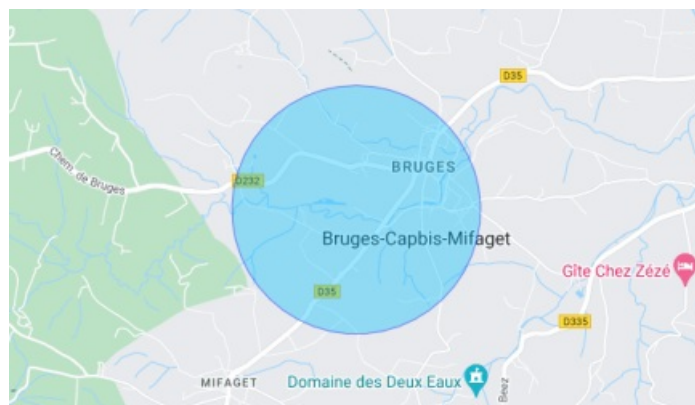 D35
Chem. de Bruges
BRUGES
D232
Bruges-Capbis-Mifaget
Gîte Chez Zézé
D35
D335
MIFAGET
Domaine des Deux Eaux
Beez